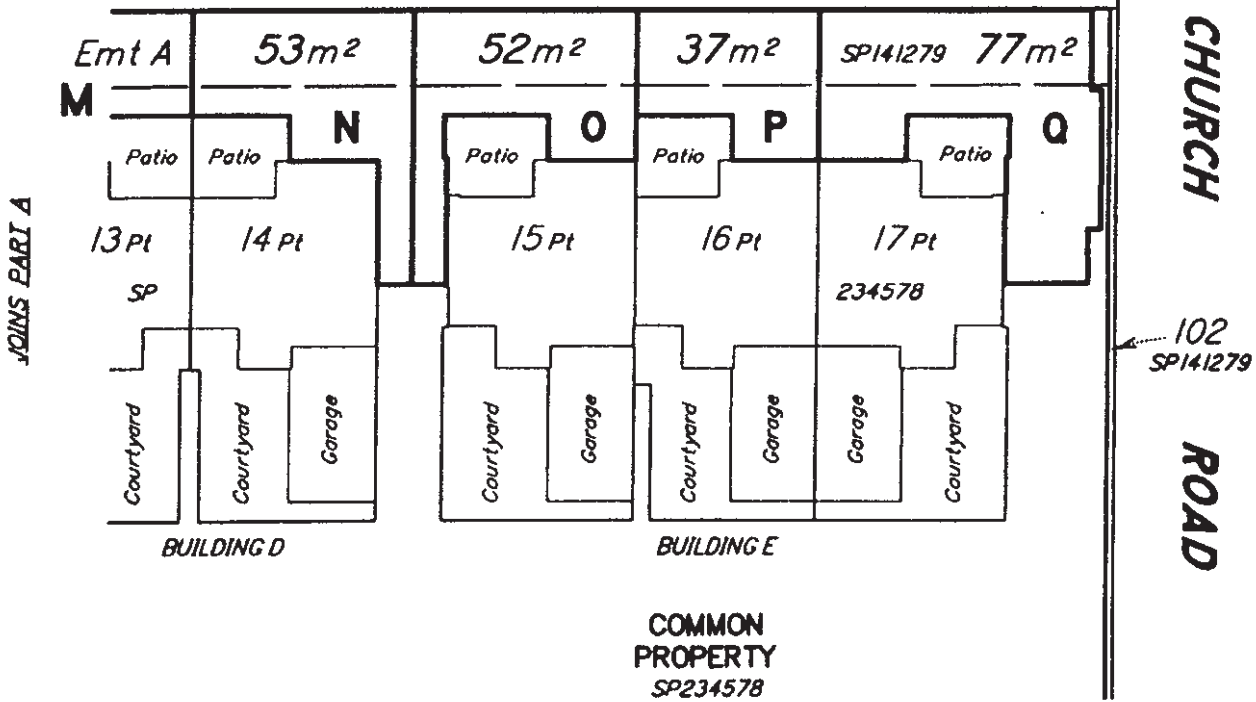 Emt A 53m² 52m² 37m² SP141279 77m²
M N O P Q
Patio Patio Patio Patio Patio
13 Pt 14 Pt 15 Pt 16 Pt 17 Pt
SP 234578
Courtyard Courtyard Garage Courtyard Garage Garage Garage Courtyard
BUILDING D BUILDING E
COMMON
PROPERTY
SP234578
JOINS PART A
CHURCH ROAD
102
SP141279